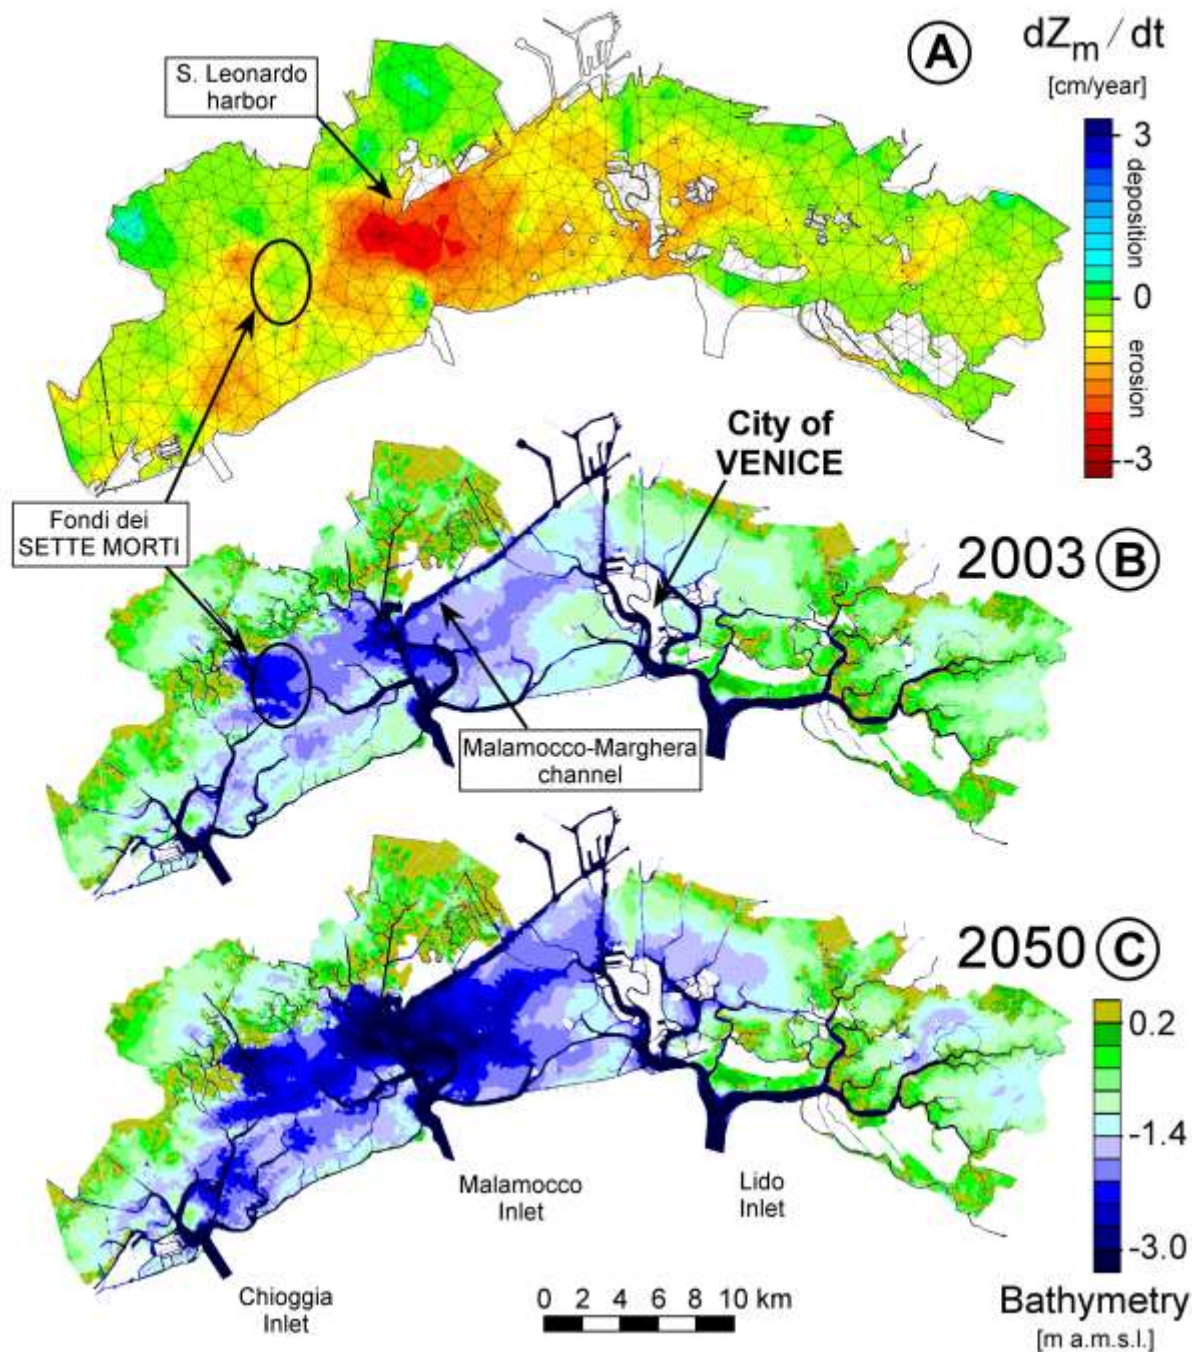 A
dZm / dt
[cm/year]
S. Leonardo
harbor
3
deposition
0
erosion
-3
City of
VENICE
Fondi dei
SETTE MORTI
2003 B
Malamocco-Marghera
channel
2050 C
0.2
-1.4
-3.0
Malamocco
Inlet
Lido
Inlet
Chioggia
Inlet
0 2 4 6 8 10 km
Bathymetry
[m a.m.s.l.]